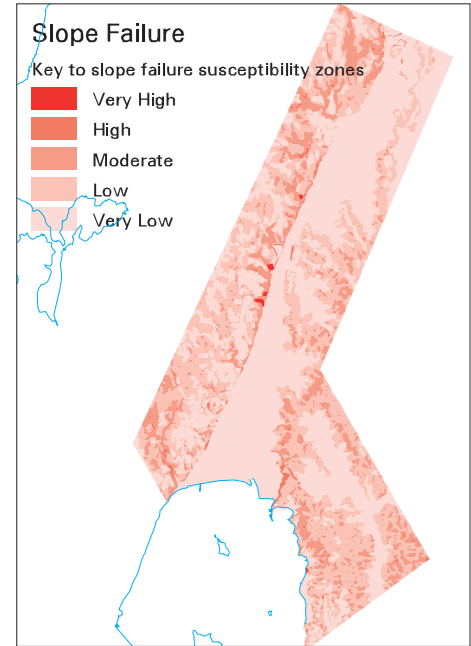 Slope Failure
Key to slope failure susceptibility zones
Very High
High
Moderate
Low
Very Low